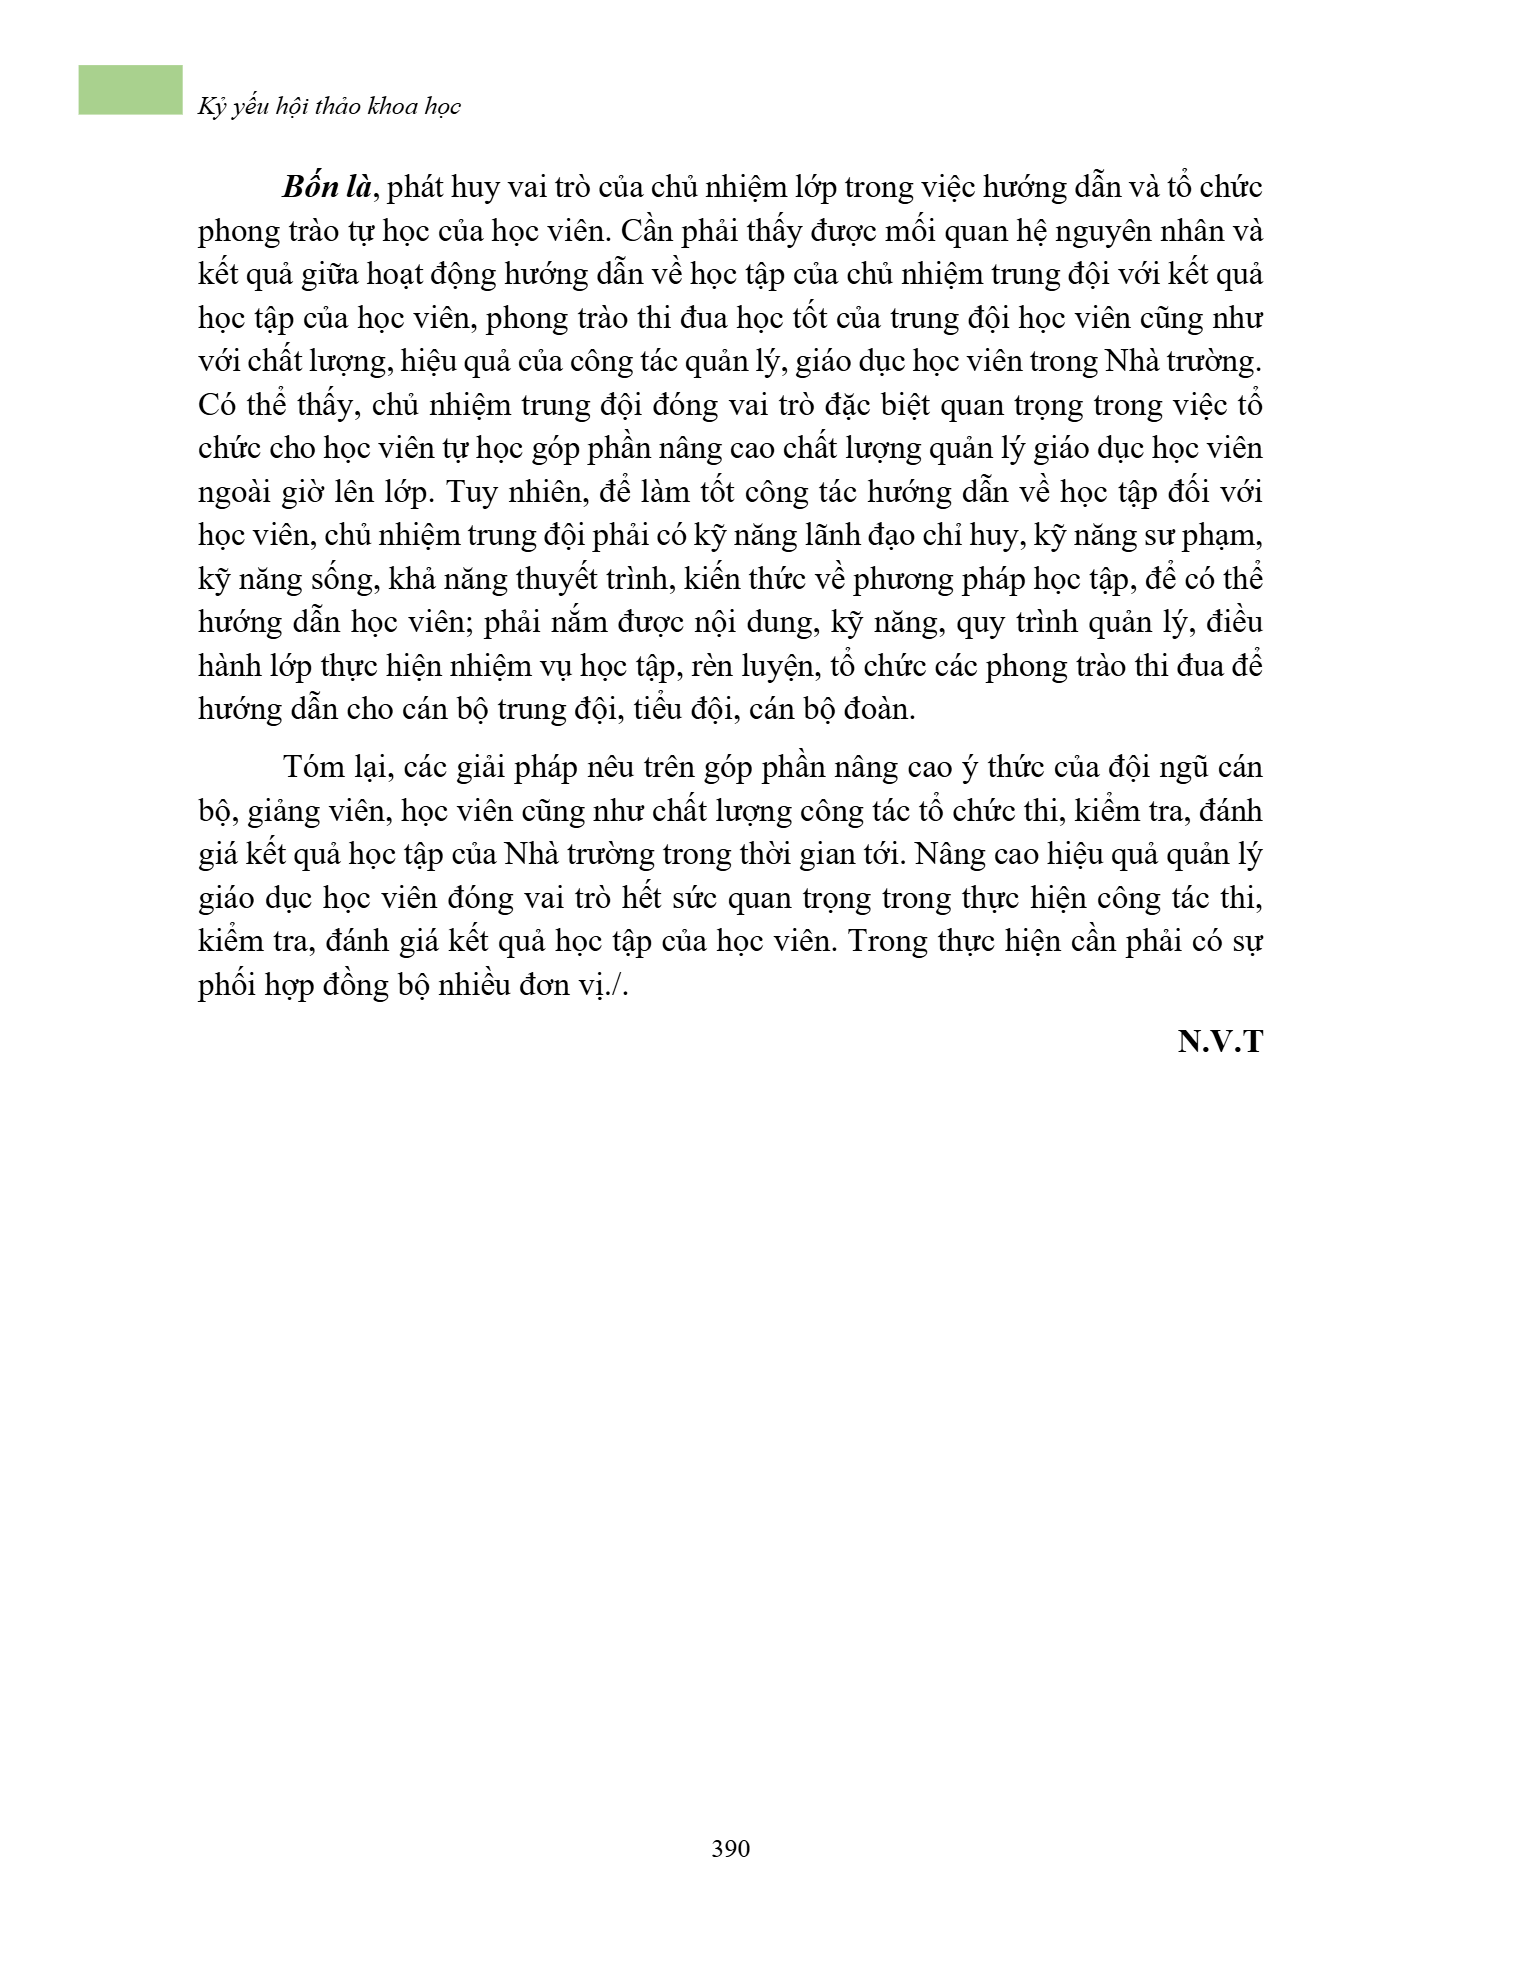 Kỷ yếu hội thảo khoa học
Bốn là, phát huy vai trò của chủ nhiệm lớp trong việc hướng dẫn và tổ chức
phong trào tự học của học viên. Cần phải thấy được mối quan hệ nguyên nhân và
kết quả giữa hoạt động hướng dẫn về học tập của chủ nhiệm trung đội với kết quả
học tập của học viên, phong trào thi đua học tốt của trung đội học viên cũng như
với chất lượng, hiệu quả của công tác quản lý, giáo dục học viên trong Nhà trường.
Có thể thấy, chủ nhiệm trung đội đóng vai trò đặc biệt quan trọng trong việc tổ
chức cho học viên tự học góp phần nâng cao chất lượng quản lý giáo dục học viên
ngoài giờ lên lớp. Tuy nhiên, để làm tốt công tác hướng dẫn về học tập đối với
học viên, chủ nhiệm trung đội phải có kỹ năng lãnh đạo chỉ huy, kỹ năng sư phạm,
kỹ năng sống, khả năng thuyết trình, kiến thức về phương pháp học tập, để có thể
hướng dẫn học viên; phải nắm được nội dung, kỹ năng, quy trình quản lý, điều
hành lớp thực hiện nhiệm vụ học tập, rèn luyện, tổ chức các phong trào thi đua để
hướng dẫn cho cán bộ trung đội, tiểu đội, cán bộ đoàn.
Tóm lại, các giải pháp nêu trên góp phần nâng cao ý thức của đội ngũ cán
bộ, giảng viên, học viên cũng như chất lượng công tác tổ chức thi, kiểm tra, đánh
giá kết quả học tập của Nhà trường trong thời gian tới. Nâng cao hiệu quả quản lý
giáo dục học viên đóng vai trò hết sức quan trọng trong thực hiện công tác thi,
kiểm tra, đánh giá kết quả học tập của học viên. Trong thực hiện cần phải có sự
phối hợp đồng bộ nhiều đơn vị./.
N.V.T
390